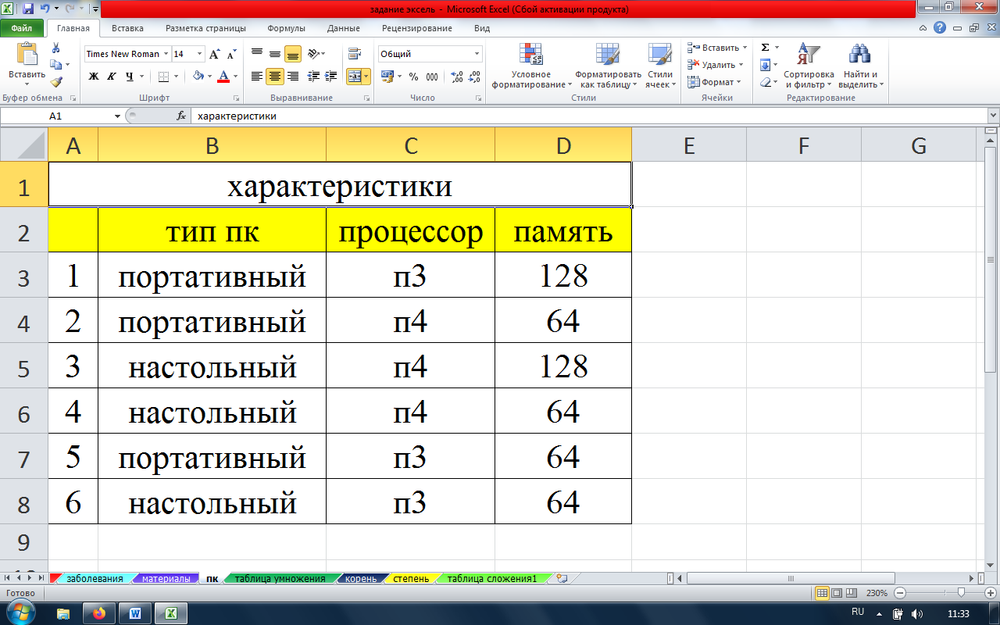 задание эксель - Microsoft Excel (Сбой активации продукта)
Файл Главная Вставка Разметка страницы Формулы Данные Рецензирование Вид
Вставить
Буфер обмена
Times New Roman 14
Ж К Ч
Шрифт
Выравнивание
Общий
% 000
Число
Условное форматирование
Форматировать как таблицу
Стили ячеек
Стили
Вставить
Удалить
Формат
Ячейки
Сортировка и фильтр
Найти и выделить
Редактирование
A1 fx характеристики
A B C D E F G
1 характеристики
2 тип пк процессор память
3 1 портативный п3 128
4 2 портативный п4 64
5 3 настольный п4 128
6 4 настольный п4 64
7 5 портативный п3 64
8 6 настольный п3 64
9
заболевания материалы пк таблица умножения корень степень таблица сложения1
Готово 230%
RU 11:33